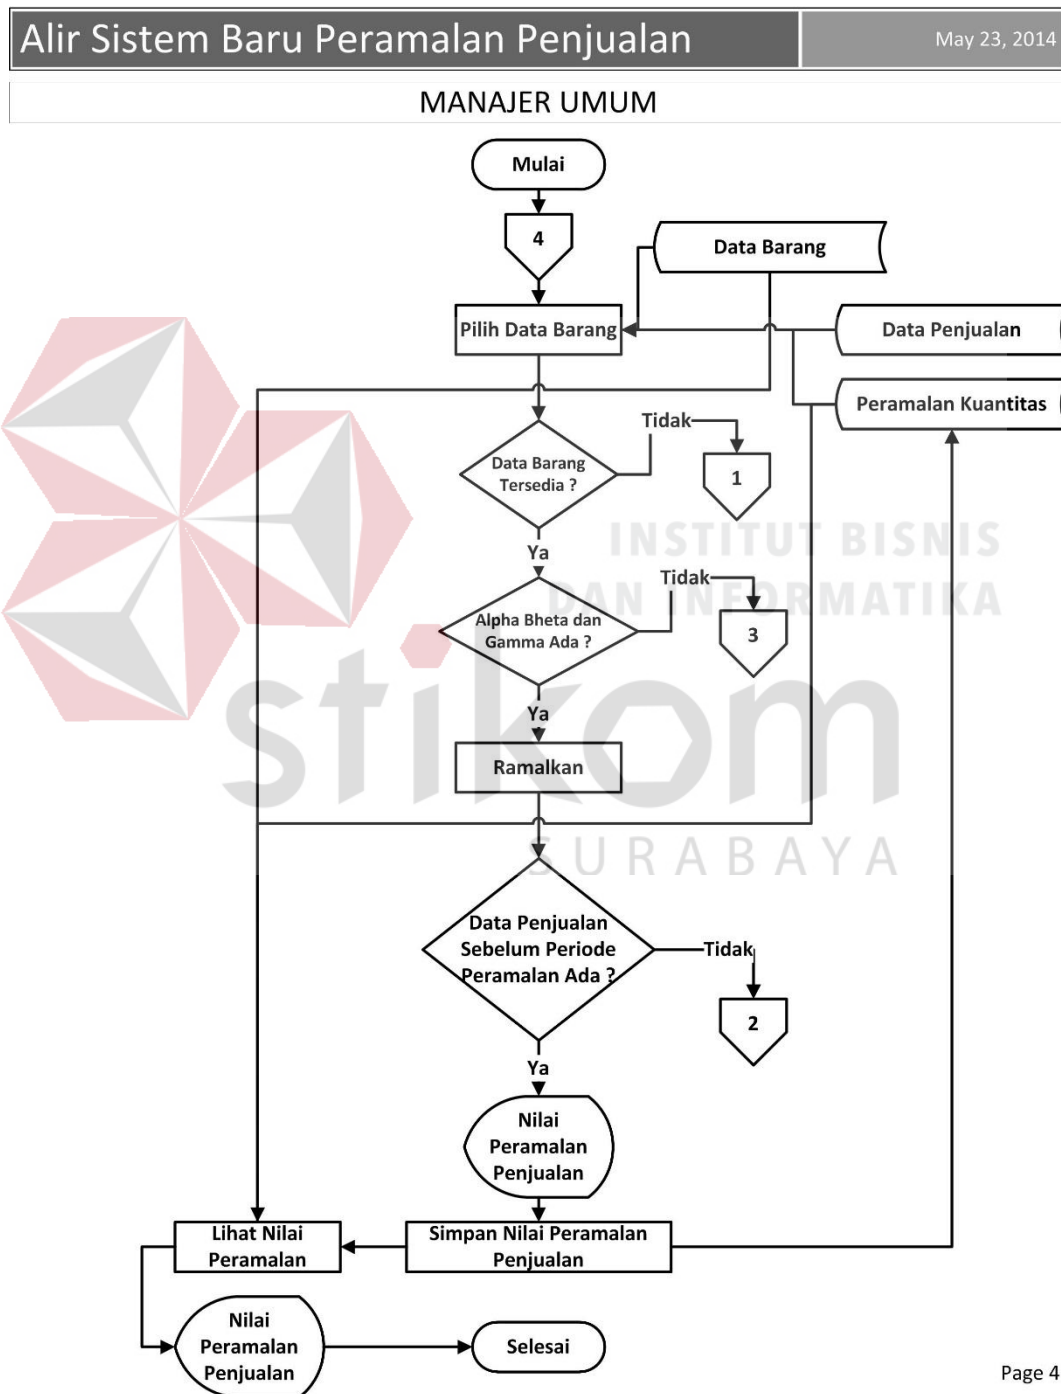 Alir Sistem Baru Peramalan Penjualan
May 23, 2014
MANAJER UMUM
Mulai
4
Data Barang
Pilih Data Barang
Data Penjualan
Peramalan Kuantitas
Tidak
Data Barang
Tersedia ?
1
INSTITUT BISNIS
Ya
DAN INFORMATIKA
Tidak
Alpha Bheta dan
Gamma Ada ?
3
stikom
Ya
Ramalkan
SURABAYA
Data Penjualan
Sebelum Periode
Peramalan Ada ?
Tidak
2
Ya
Nilai
Peramalan
Penjualan
Lihat Nilai
Peramalan
Simpan Nilai Peramalan
Penjualan
Nilai
Peramalan
Penjualan
Selesai
Page 4